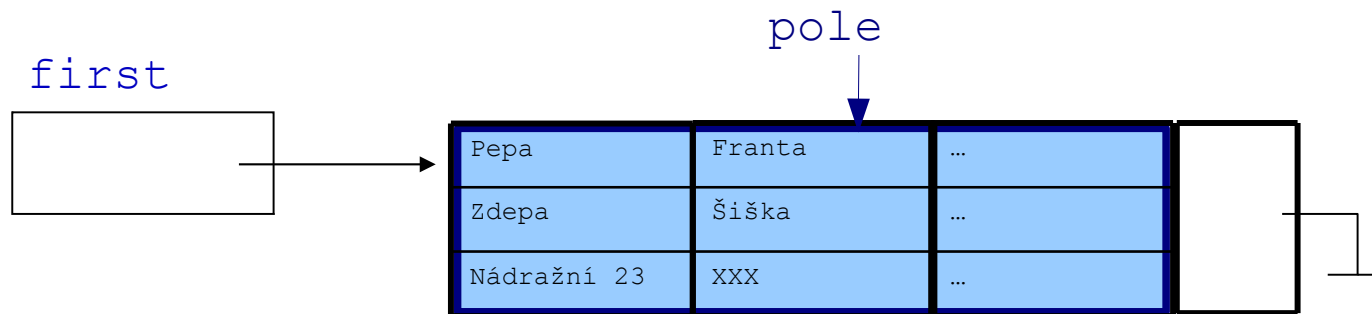 pole
first
Pepa Franta …
Zdepa Šiška …
Nádražní 23 XXX …